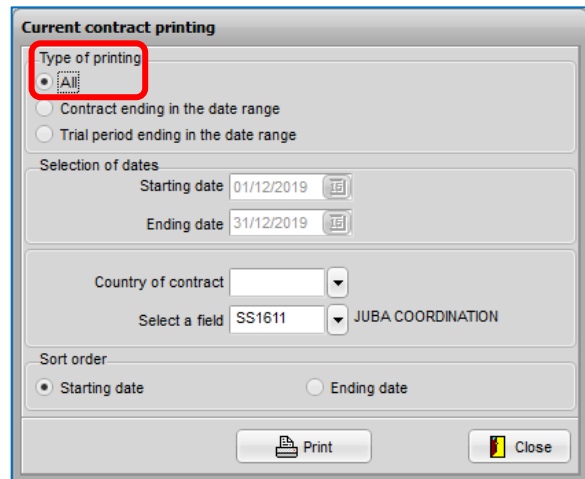 Current contract printing
Type of printing
All
Contract ending in the date range
Trial period ending in the date range
Selection of dates
Starting date 01/12/2019 15
Ending date 31/12/2019 15
Country of contract
Select a field SS1611 JUBA COORDINATION
Sort order
Starting date Ending date
Print Close